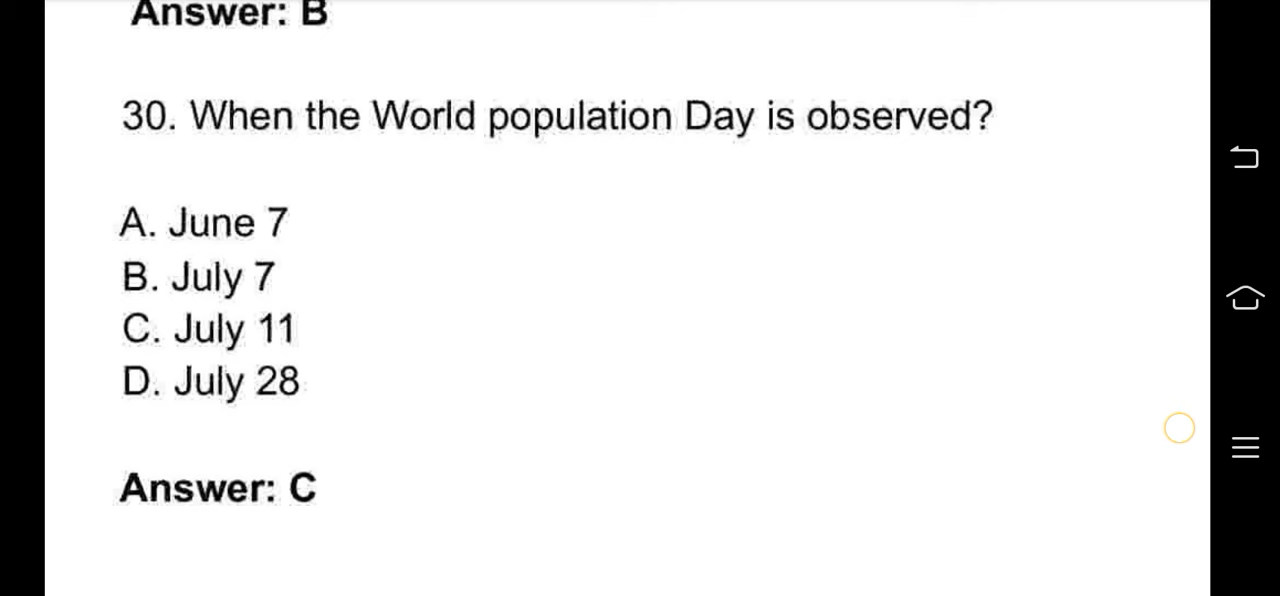 Answer: B
30. When the World population Day is observed?
A. June 7
B. July 7
C. July 11
D. July 28
Answer: C